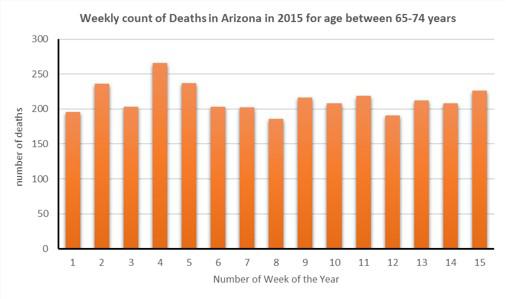 Weekly count of Deaths in Arizona in 2015 for age between 65-74 years
300
250
200
150
100
50
0
number of deaths
1 2 3 4 5 6 7 8 9 10 11 12 13 14 15
Number of Week of the Year